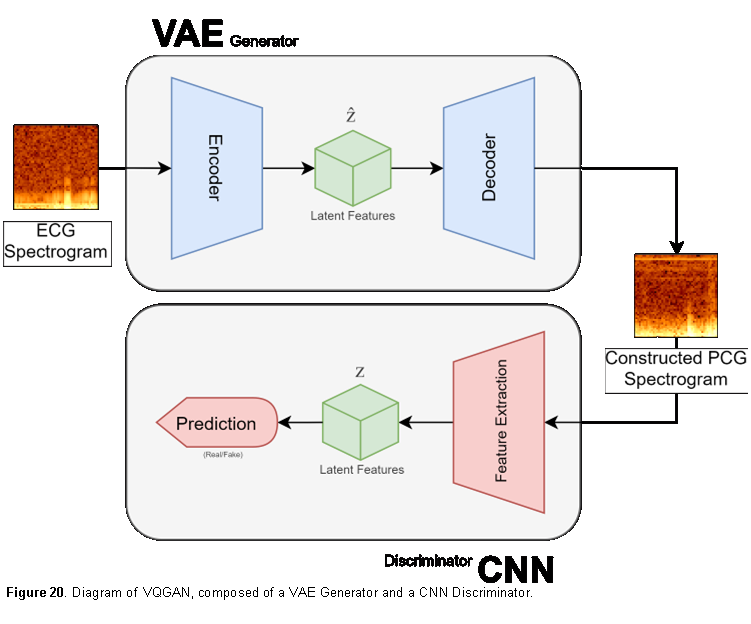 VAE Generator
Encoder
Ẑ
Latent Features
Decoder
ECG
Spectrogram
Constructed PCG
Spectrogram
Feature Extraction
Z
Latent Features
Prediction
(Real/Fake)
Discriminator CNN
Figure 20. Diagram of VQGAN, composed of a VAE Generator and a CNN Discriminator.